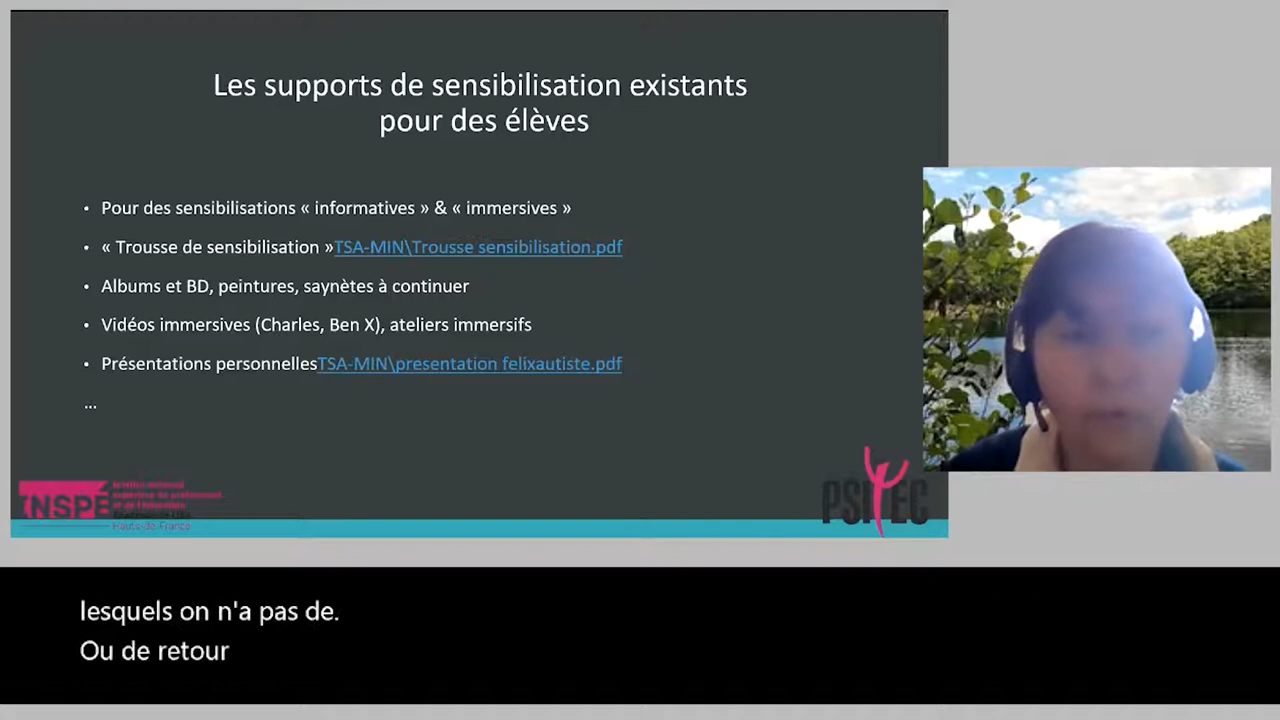 Les supports de sensibilisation existants
pour des élèves
• Pour des sensibilisations « informatives » & « immersives »
• « Trousse de sensibilisation »TSA-MIN\Trousse sensibilisation.pdf
• Albums et BD, peintures, saynètes à continuer
• Vidéos immersives (Charles, Ben X), ateliers immersifs
• Présentations personnellesTSA-MIN\presentation felixautiste.pdf
...
INSPÉ
Hauts-de-France
lesquels on n'a pas de.
Ou de retour